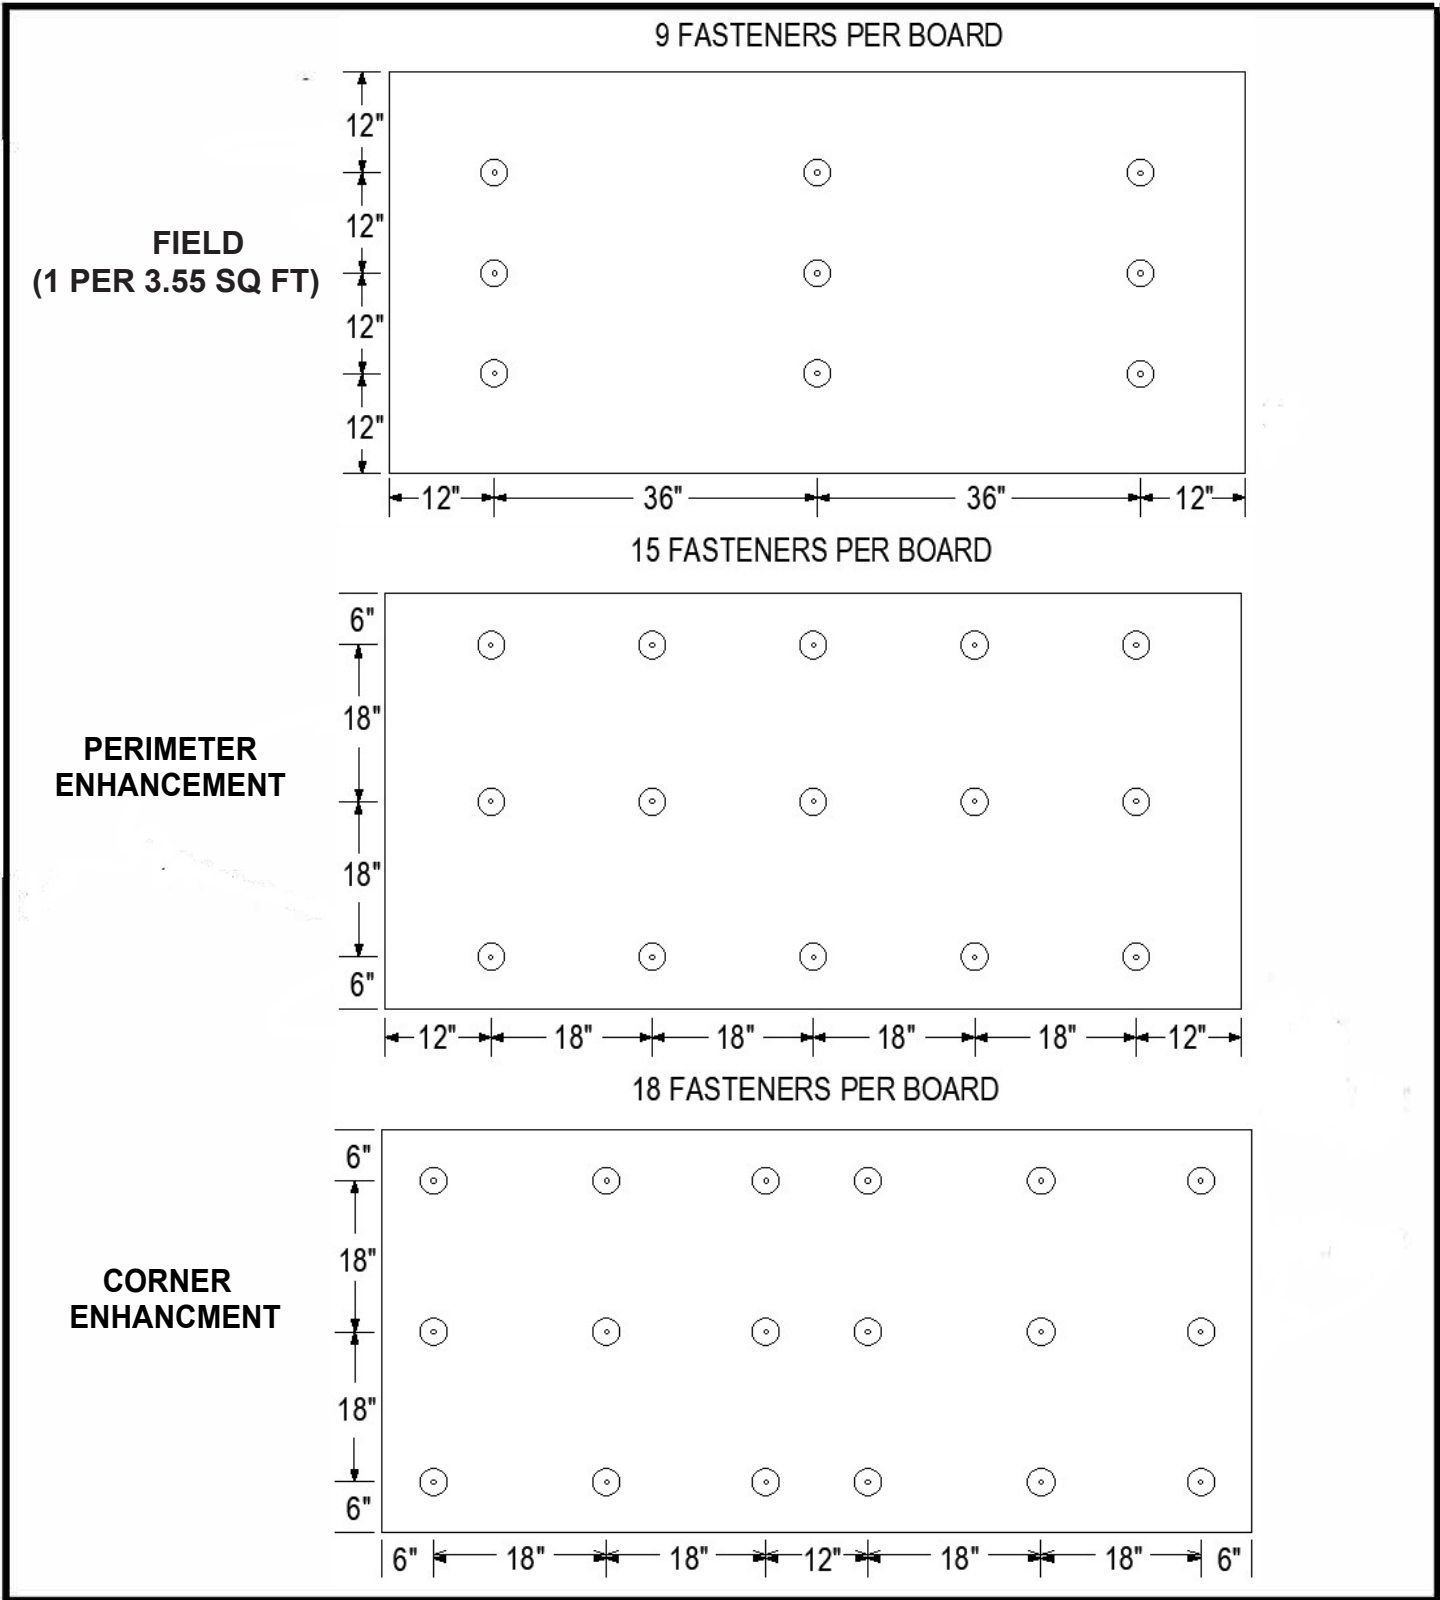 9 FASTENERS PER BOARD
12"
12"
FIELD
(1 PER 3.55 SQ FT)
12"
12"
12" 36" 36" 12"
15 FASTENERS PER BOARD
6"
18"
PERIMETER
ENHANCEMENT
18"
6"
12" 18" 18" 18" 18" 12"
18 FASTENERS PER BOARD
6"
18"
CORNER
ENHANCMENT
18"
6"
6" 18" 18" 12" 18" 18" 6"